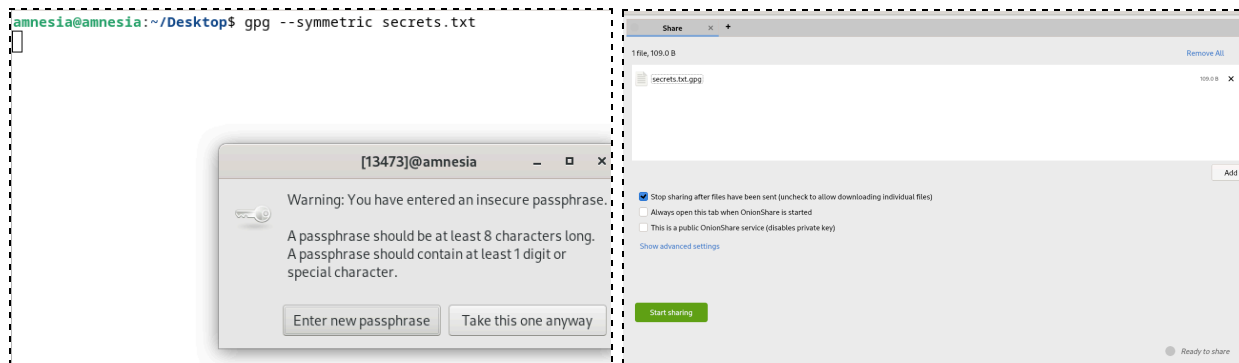 amnesia@amnesia:~/Desktop$ gpg --symmetric secrets.txt
[13473]@amnesia
Warning: You have entered an insecure passphrase.
A passphrase should be at least 8 characters long.
A passphrase should contain at least 1 digit or
special character.
Enter new passphrase
Take this one anyway
Share
1 file, 109.0 B
Remove All
secrets.txt.gpg
109.0 B
Add
Stop sharing after files have been sent (uncheck to allow downloading individual files)
Always open this tab when OnionShare is started
This is a public OnionShare service (disables private key)
Show advanced settings
Start sharing
Ready to share